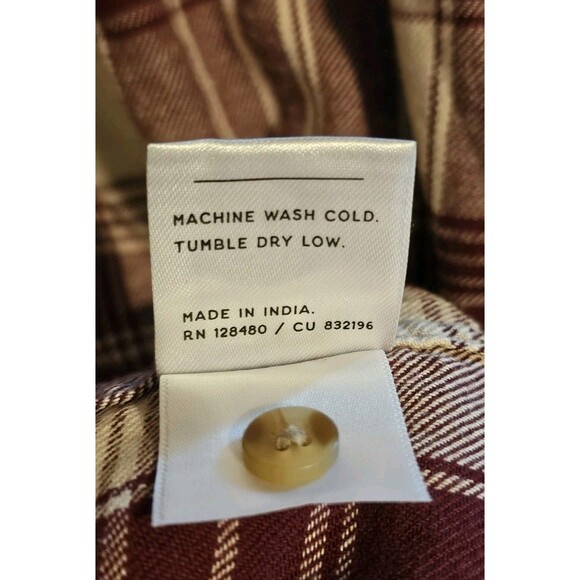 MACHINE WASH COLD.
TUMBLE DRY LOW.
MADE IN INDIA.
RN 128480 / CU 832196